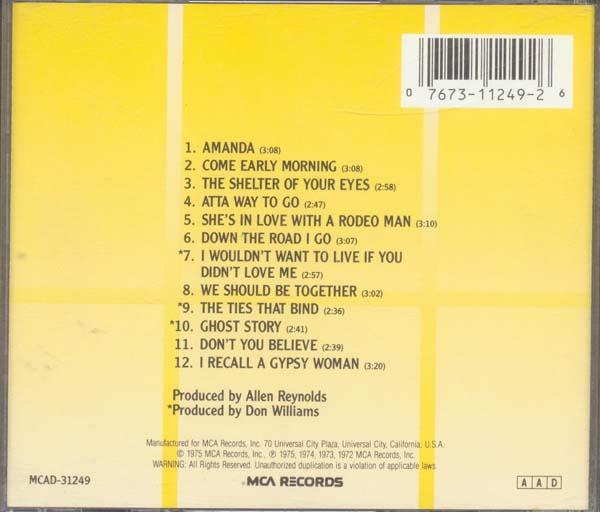 0 7673-11249-2 6
1. AMANDA (3:08)
2. COME EARLY MORNING (3:08)
3. THE SHELTER OF YOUR EYES (2:58)
4. ATTA WAY TO GO (2:47)
5. SHE'S IN LOVE WITH A RODEO MAN (3:10)
6. DOWN THE ROAD I GO (3:07)
*7. I WOULDN'T WANT TO LIVE IF YOU
DIDN'T LOVE ME (2:57)
8. WE SHOULD BE TOGETHER (3:02)
*9. THE TIES THAT BIND (2:36)
*10. GHOST STORY (2:41)
11. DON'T YOU BELIEVE (2:39)
12. I RECALL A GYPSY WOMAN (3:20)
Produced by Allen Reynolds
*Produced by Don Williams
Manufactured for MCA Records, Inc. 70 Universal City Plaza, Universal City, California, U.S.A.
© 1975 MCA Records, Inc., ℗ 1975, 1974, 1973, 1972 MCA Records, Inc.
WARNING: All Rights Reserved. Unauthorized duplication is a violation of applicable laws.
MCAD-31249
MCA RECORDS
A A D